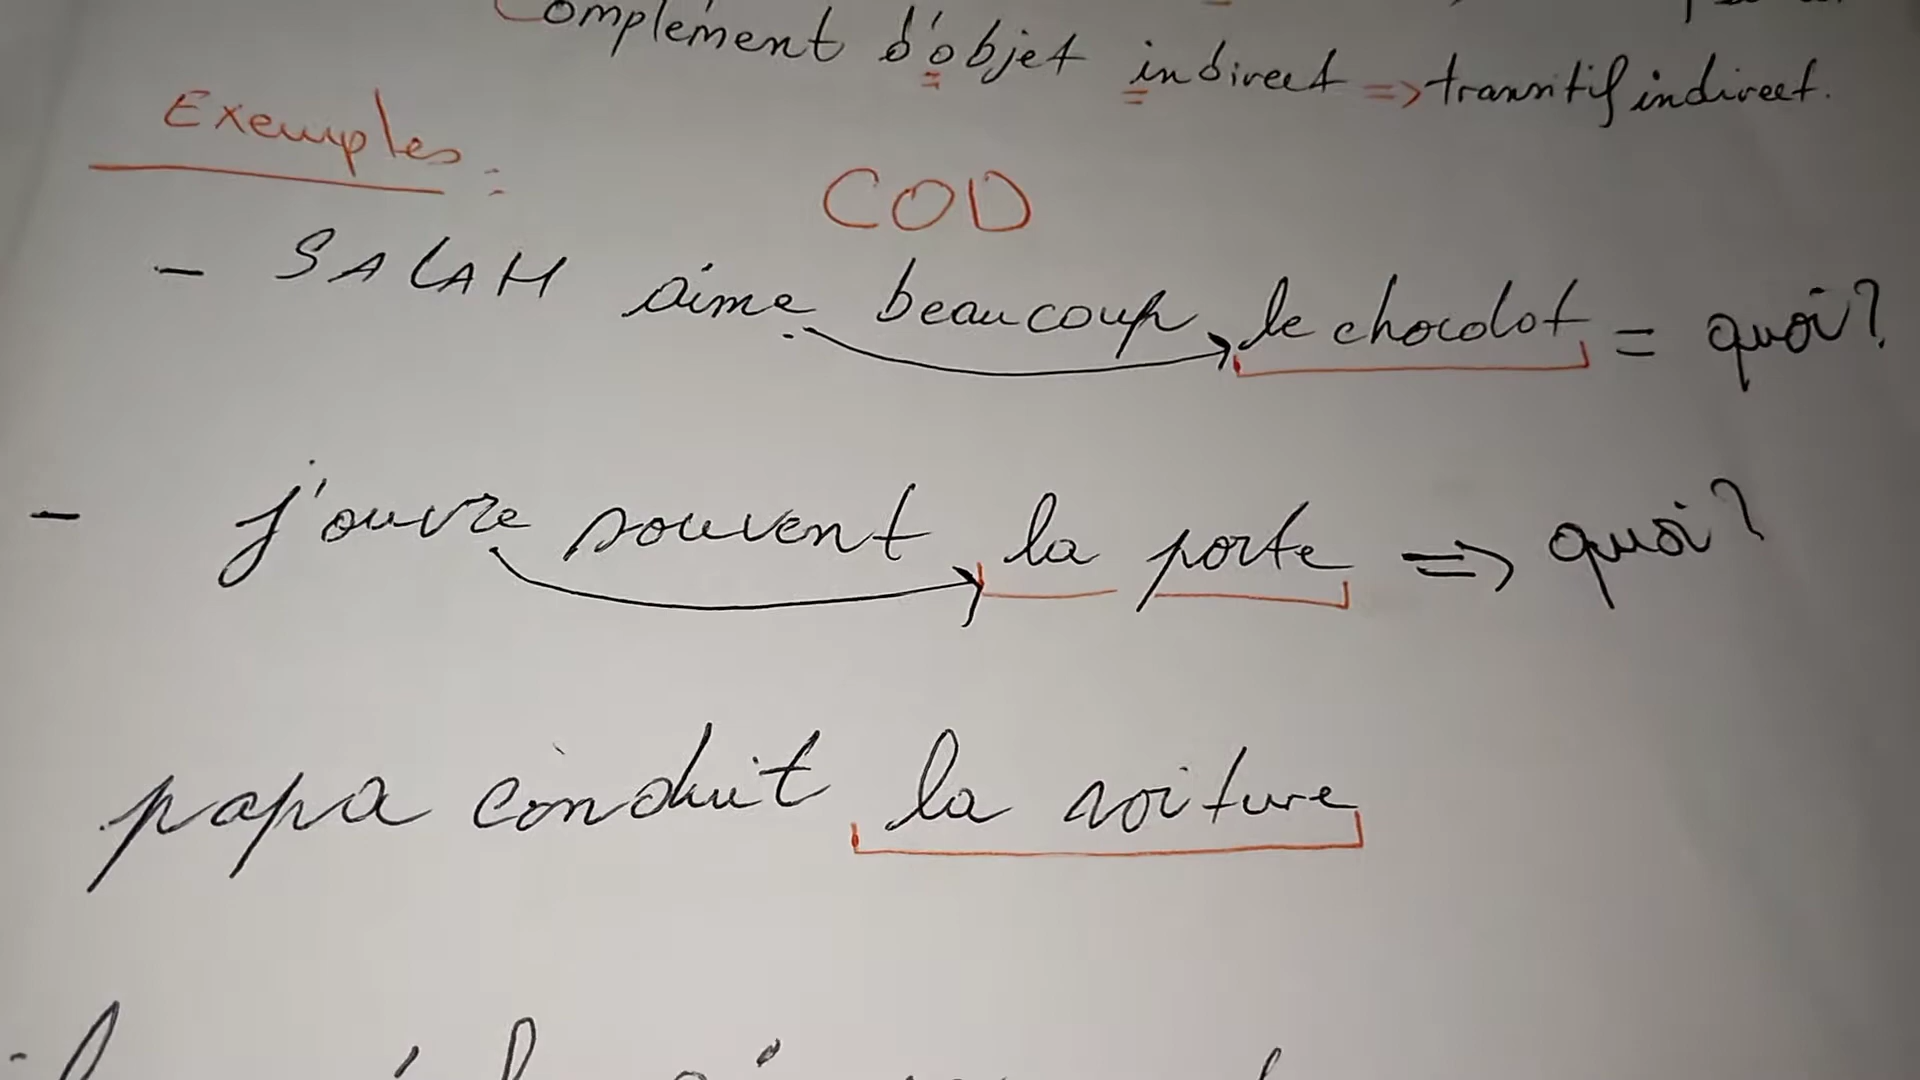 Complément d'objet indirect => transitif indirect.
Exemples :
COD
- SALAH aime beaucoup le chocolat = quoi?
- j'ouvre souvent la porte => quoi?
papa conduit la voiture